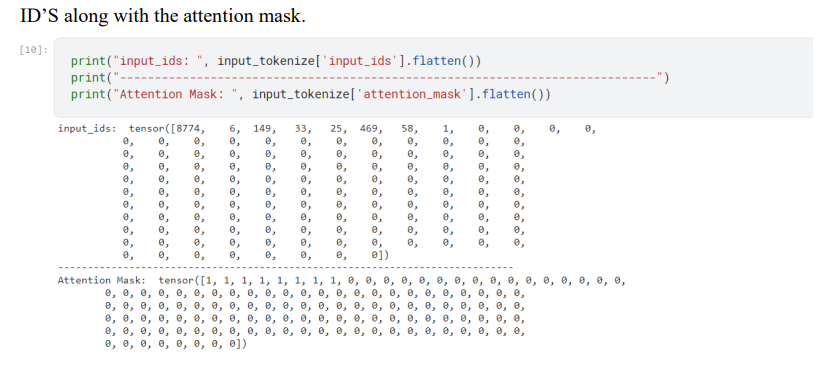 ID'S along with the attention mask.
[10]:
print("input_ids: ", input_tokenize['input_ids'].flatten())
print("-----------------------------------------------------------------------------")
print("Attention Mask: ", input_tokenize['attention_mask'].flatten())
input_ids: tensor([8774, 6, 149, 33, 25, 469, 58, 1, 0, 0, 0, 0,
0, 0, 0, 0, 0, 0, 0, 0, 0, 0, 0, 0,
0, 0, 0, 0, 0, 0, 0, 0, 0, 0, 0, 0,
0, 0, 0, 0, 0, 0, 0, 0, 0, 0, 0, 0,
0, 0, 0, 0, 0, 0, 0, 0, 0, 0, 0, 0,
0, 0, 0, 0, 0, 0, 0, 0, 0, 0, 0, 0,
0, 0, 0, 0, 0, 0, 0, 0, 0, 0, 0, 0,
0, 0, 0, 0, 0, 0, 0, 0, 0, 0, 0, 0,
0, 0, 0, 0, 0, 0, 0, 0, 0, 0, 0, 0,
0, 0, 0, 0, 0, 0, 0, 0, 0, 0, 0, 0,
0, 0, 0, 0, 0, 0, 0, 0])
-----------------------------------------------------------------------------
Attention Mask: tensor([1, 1, 1, 1, 1, 1, 1, 1, 0, 0, 0, 0, 0, 0, 0, 0, 0, 0, 0, 0, 0, 0, 0, 0,
0, 0, 0, 0, 0, 0, 0, 0, 0, 0, 0, 0, 0, 0, 0, 0, 0, 0, 0, 0, 0, 0, 0, 0,
0, 0, 0, 0, 0, 0, 0, 0, 0, 0, 0, 0, 0, 0, 0, 0, 0, 0, 0, 0, 0, 0, 0, 0,
0, 0, 0, 0, 0, 0, 0, 0, 0, 0, 0, 0, 0, 0, 0, 0, 0, 0, 0, 0, 0, 0, 0, 0,
0, 0, 0, 0, 0, 0, 0, 0, 0, 0, 0, 0, 0, 0, 0, 0, 0, 0, 0, 0, 0, 0, 0, 0,
0, 0, 0, 0, 0, 0, 0, 0])